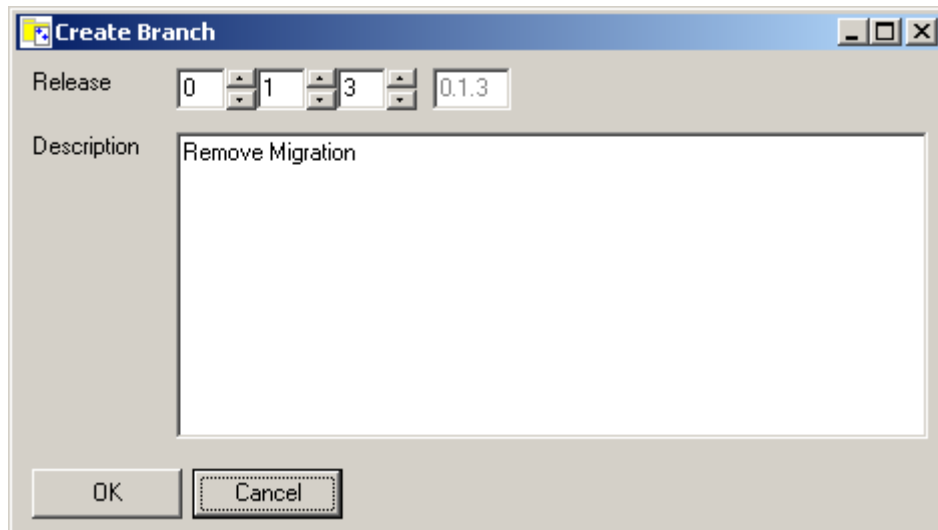 Create Branch
Release 0 1 3 0.1.3
Description Remove Migration
OK Cancel